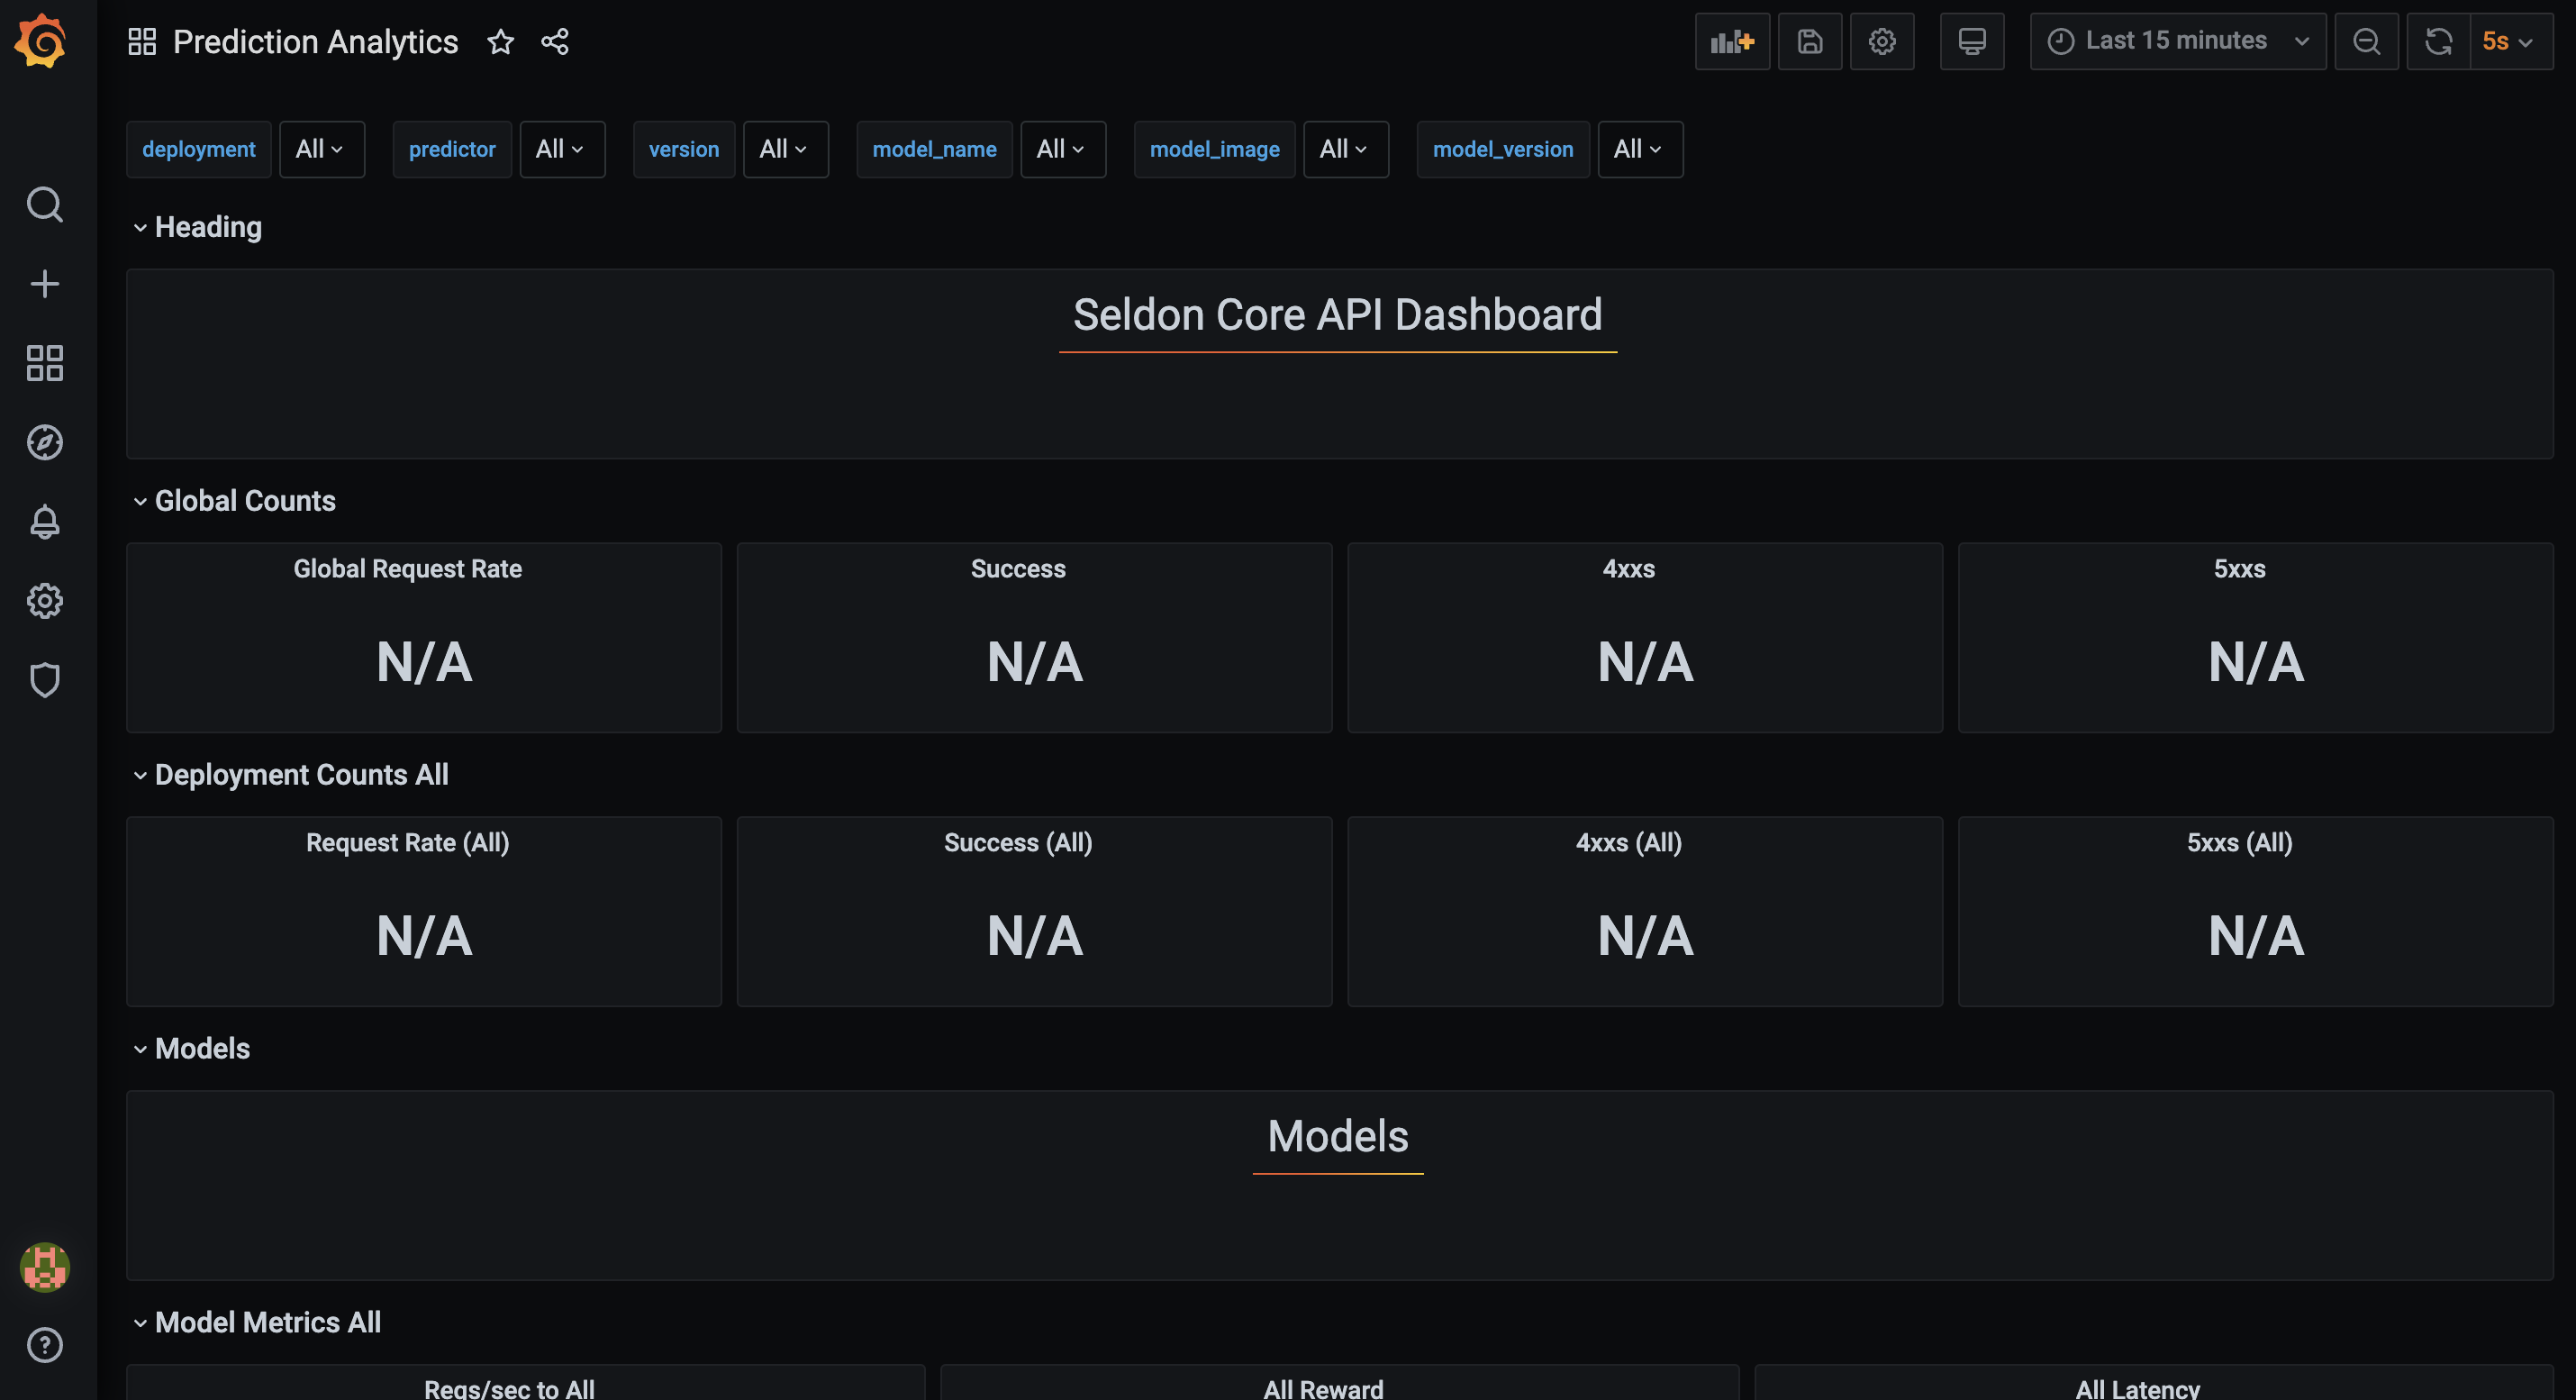 Prediction Analytics
Last 15 minutes
5s
deployment All predictor All version All model_name All model_image All model_version All
Heading
Seldon Core API Dashboard
Global Counts
Global Request Rate Success 4xxs 5xxs
N/A N/A N/A N/A
Deployment Counts All
Request Rate (All) Success (All) 4xxs (All) 5xxs (All)
N/A N/A N/A N/A
Models
Models
Model Metrics All
Reqs/sec to All All Reward All Latency